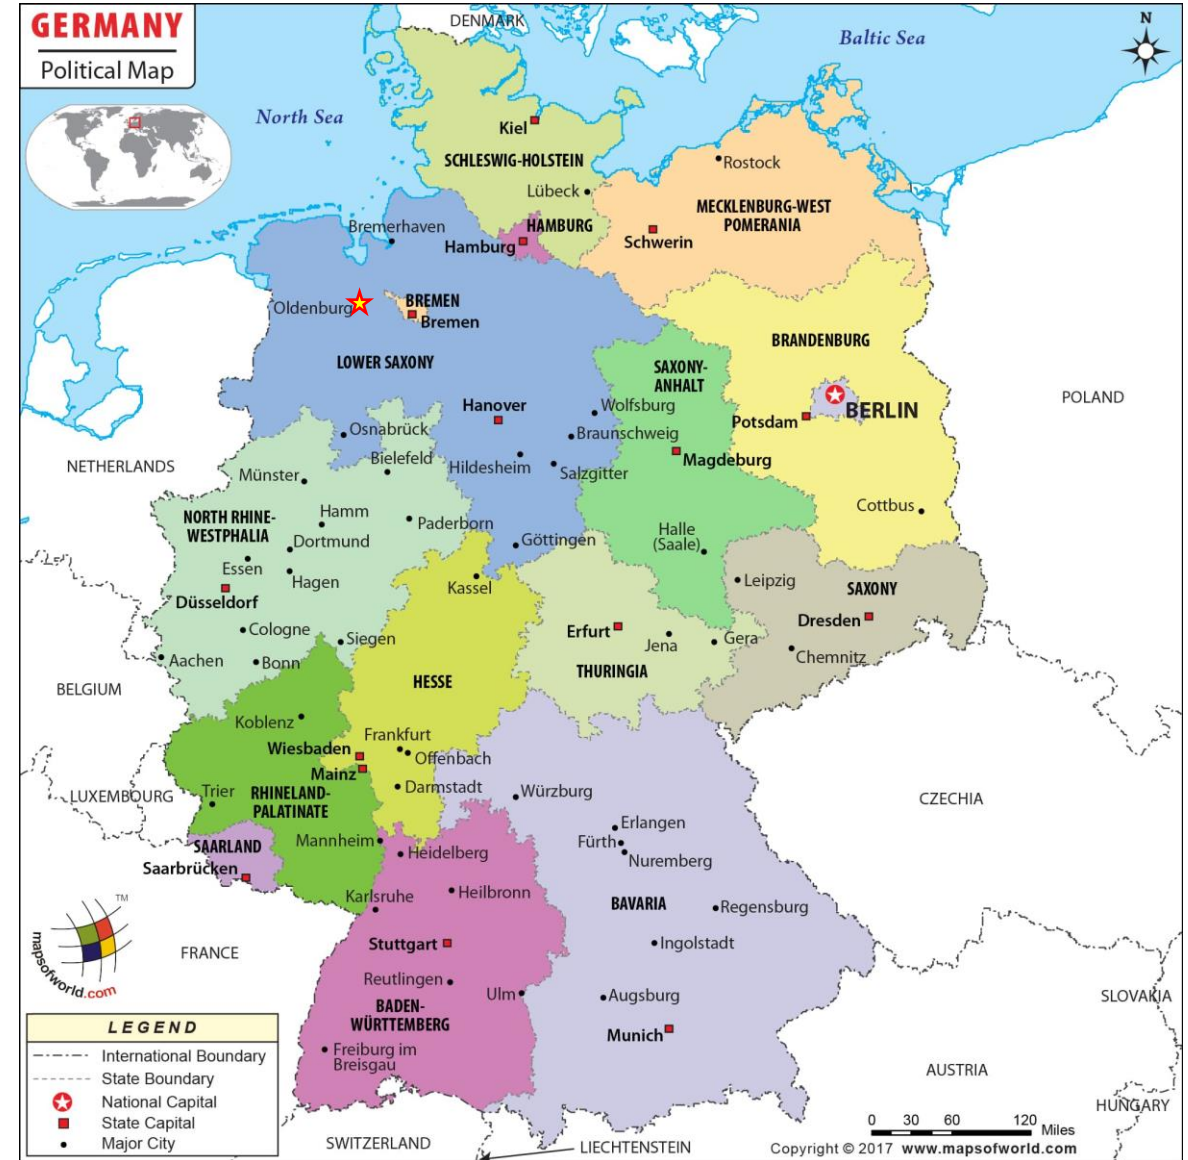 GERMANY
Political Map
DENMARK
Baltic Sea
N
North Sea
Kiel
SCHLESWIG-HOLSTEIN
Rostock
Lübeck
MECKLENBURG-WEST
POMERANIA
Bremerhaven
HAMBURG
Hamburg
Schwerin
Oldenburg
BREMEN
Bremen
BRANDENBURG
LOWER SAXONY
SAXONY-
ANHALT
POLAND
Hanover
Wolfsburg
BERLIN
Potsdam
Osnabrück
Braunschweig
NETHERLANDS
Bielefeld
Hildesheim
Salzgitter
Magdeburg
Münster
Cottbus
NORTH RHINE-
WESTPHALIA
Hamm
Paderborn
Halle
(Saale)
Dortmund
Göttingen
Essen
Hagen
Kassel
Leipzig
SAXONY
Düsseldorf
Dresden
Cologne
Siegen
Erfurt
Jena
Gera
Aachen
Bonn
Chemnitz
THURINGIA
BELGIUM
HESSE
Koblenz
Frankfurt
Wiesbaden
Offenbach
Mainz
LUXEMBOURG
Trier
RHINELAND-
PALATINATE
Darmstadt
Würzburg
CZECHIA
Erlangen
Mannheim
Fürth
SAARLAND
Heidelberg
Nuremberg
Saarbrücken
Karlsruhe
Heilbronn
BAVARIA
Regensburg
TM
mapsofworld.com
FRANCE
Stuttgart
Ingolstadt
Reutlingen
Ulm
Augsburg
SLOVAKIA
BADEN-
WÜRTTEMBERG
Munich
LEGEND
International Boundary
State Boundary
National Capital
State Capital
Major City
Freiburg im
Breisgau
AUSTRIA
HUNGARY
SWITZERLAND
LIECHTENSTEIN
0 30 60 120
Miles
Copyright © 2017 www.mapsofworld.com